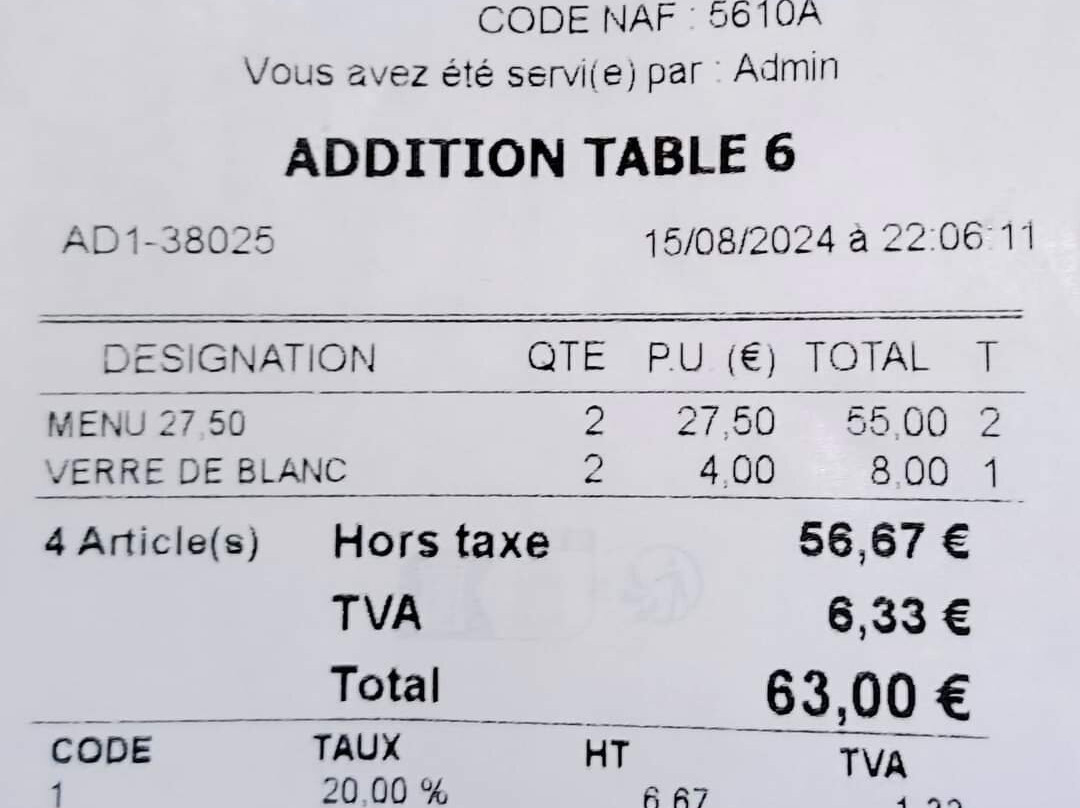 CODE NAF : 5610A
Vous avez été servi(e) par : Admin
ADDITION TABLE 6
AD1-38025 15/08/2024 à 22:06:11
DESIGNATION QTE P.U. (€) TOTAL T
MENU 27,50 2 27,50 55,00 2
VERRE DE BLANC 2 4,00 8,00 1
4 Article(s) Hors taxe 56,67 €
TVA 6,33 €
Total 63,00 €
CODE TAUX HT TVA
1 20,00 % 6,67